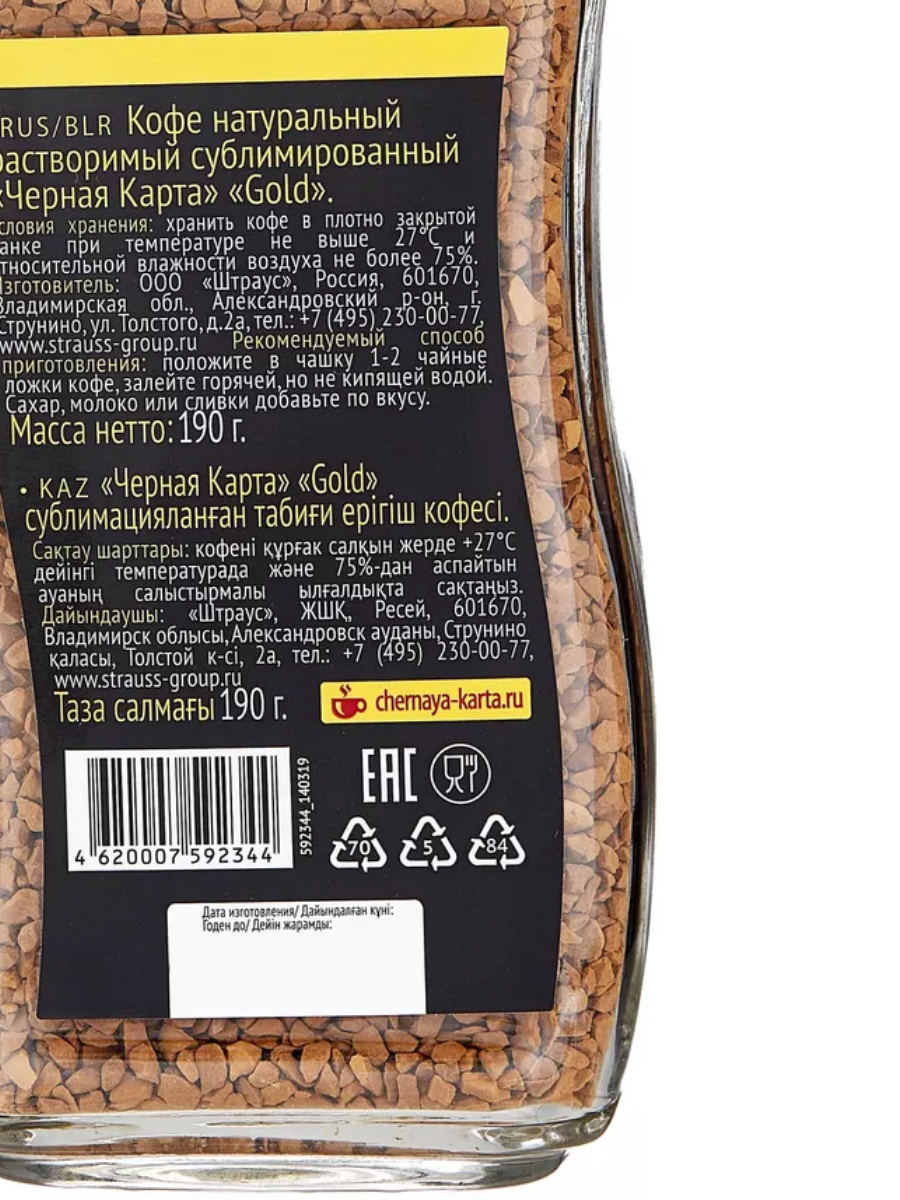 RUS/BLR Кофе натуральный
растворимый сублимированный
«Черная Карта» «Gold».
условия хранения: хранить кофе в плотно закрытой
банке при температуре не выше 27°C и
относительной влажности воздуха не более 75%.
Изготовитель: ООО «Штраус», Россия, 601670,
Владимирская обл., Александровский р-он, г.
Струнино, ул. Толстого, д.2а, тел.: +7 (495) 230-00-77,
www.strauss-group.ru Рекомендуемый способ
приготовления: положите в чашку 1-2 чайные
ложки кофе, залейте горячей, но не кипящей водой.
Сахар, молоко или сливки добавьте по вкусу.
Масса нетто: 190 г.
• KAZ «Черная Карта» «Gold»
сублимацияланған табиғи ерігіш кофесі.
Сақтау шарттары: кофені құрғақ салқын жерде +27°C
дейінгі температурада және 75%-дан аспайтын
ауаның салыстырмалы ылғалдықта сақтаңыз.
Дайындаушы: «Штраус», ЖШҚ, Ресей, 601670,
Владимирск облысы, Александровск ауданы, Струнино
қаласы, Толстой к-сі, 2а, тел.: +7 (495) 230-00-77,
www.strauss-group.ru
Таза салмағы 190 г.
chernaya-karta.ru
592344_140319
EAC
4 620007 592344
70 5 84
Дата изготовления/ Дайындалған күні:
Годен до/ Дейін жарамды: